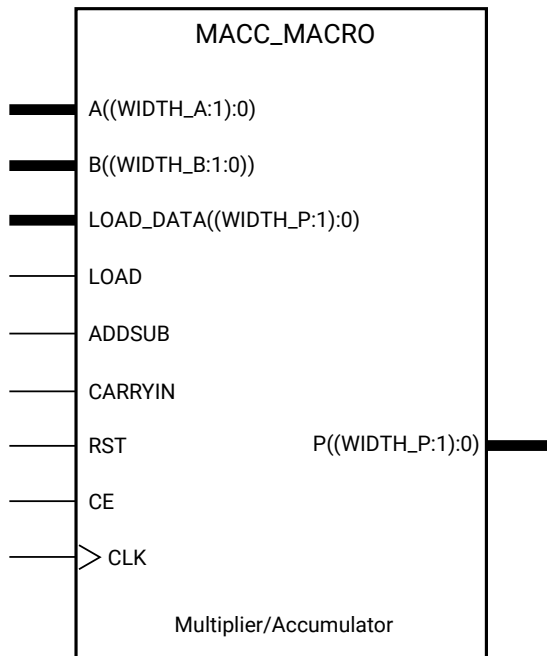 MACC_MACRO
A((WIDTH_A:1):0)
B((WIDTH_B:1:0))
LOAD_DATA((WIDTH_P:1):0)
LOAD
ADDSUB
CARRYIN
RST
P((WIDTH_P:1):0)
CE
CLK
Multiplier/Accumulator